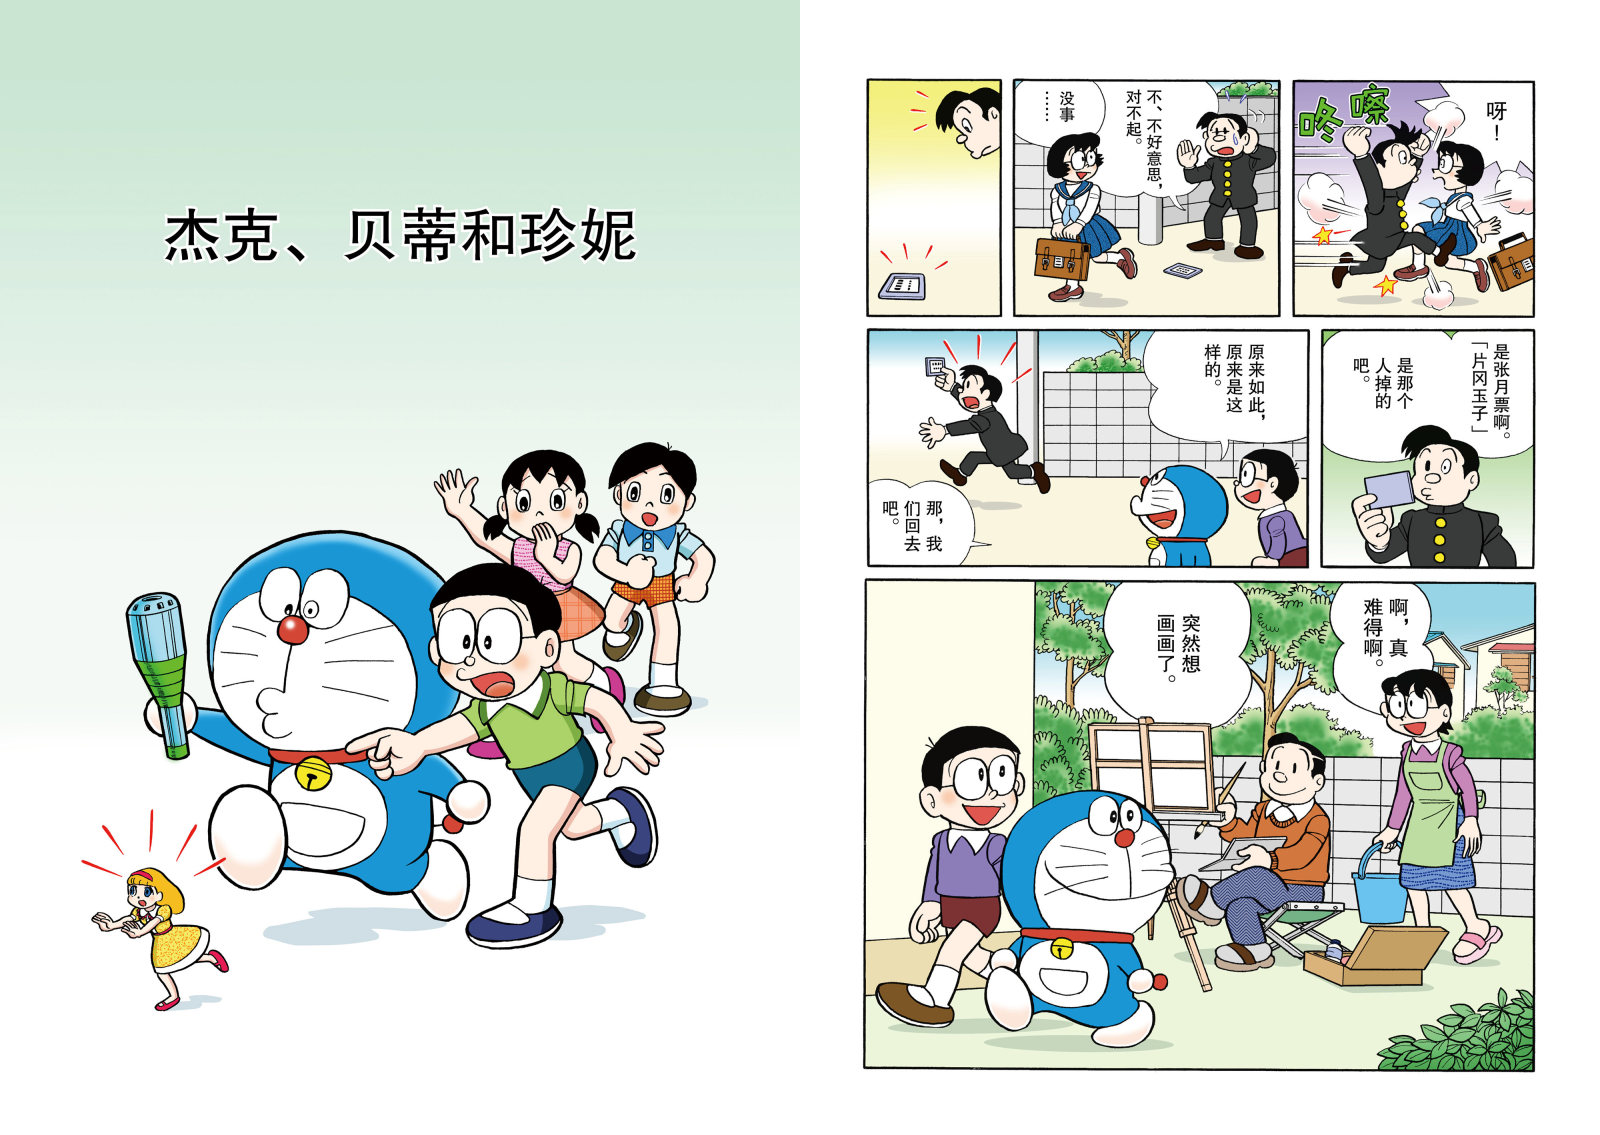 杰克、贝蒂和珍妮
呀！
咚嚓
不、不好意思，
对不起。
没事
……
是张月票啊。
「片冈玉子」
是那个
人掉的
吧。
原来如此，
原来是这
样的。
那，我
们回去
吧。
啊，真
难得啊。
突然想
画画了。